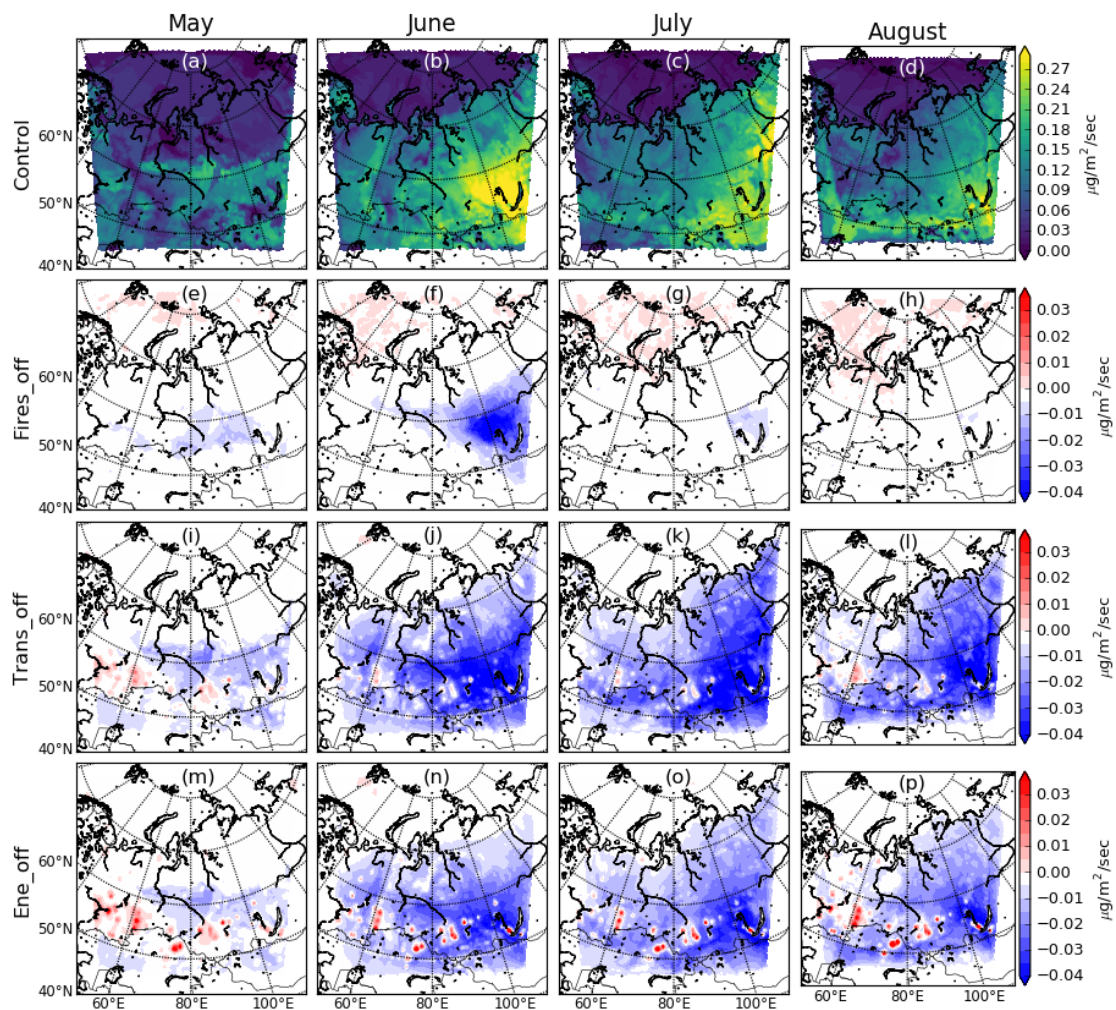 May June July August
Control (a) (b) (c) (d)
60°N
50°N
40°N
0.27
0.24
0.21
0.18
0.15
0.12
0.09
0.06
0.03
0.00
μg/m²/sec
Fires_off (e) (f) (g) (h)
60°N
50°N
40°N
0.03
0.02
0.01
0.00
−0.01
−0.02
−0.03
−0.04
μg/m²/sec
Trans_off (i) (j) (k) (l)
60°N
50°N
40°N
0.03
0.02
0.01
0.00
−0.01
−0.02
−0.03
−0.04
μg/m²/sec
Ene_off (m) (n) (o) (p)
60°N
50°N
40°N
0.03
0.02
0.01
0.00
−0.01
−0.02
−0.03
−0.04
μg/m²/sec
60°E 80°E 100°E 60°E 80°E 100°E 60°E 80°E 100°E 60°E 80°E 100°E